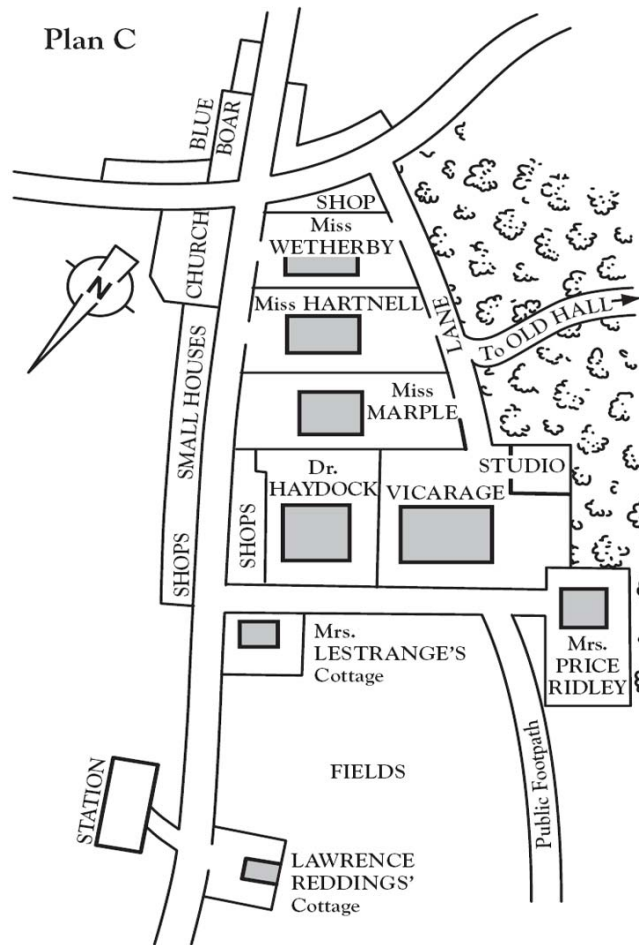 Plan C
BLUE
BOAR
CHURCH
SHOP
Miss
WETHERBY
N
Miss HARTNELL
LANE
To OLD HALL
SMALL HOUSES
Miss
MARPLE
Dr.
HAYDOCK
VICARAGE
STUDIO
SHOPS
SHOPS
Mrs.
LESTRANGE'S
Cottage
Mrs.
PRICE
RIDLEY
STATION
FIELDS
Public Footpath
LAWRENCE
REDDINGS'
Cottage